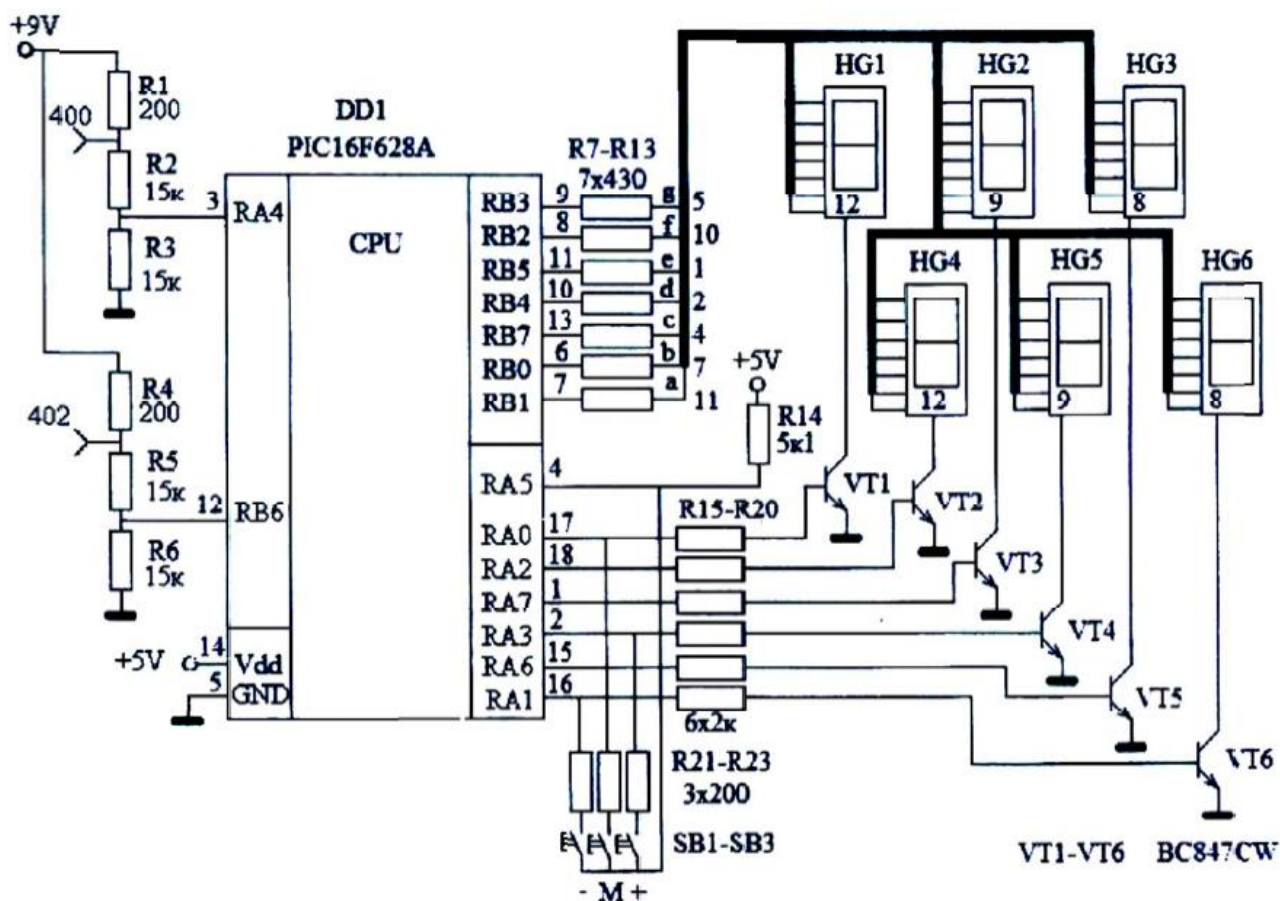 +9V
R1
200
400
R2
15к
R3
15к
R4
200
402
R5
15к
R6
15к
DD1
PIC16F628A
CPU
3 RA4
12 RB6
+5V 14 Vdd
5 GND
R7-R13
7x430
RB3 9 g 5
RB2 8 f 10
RB5 11 e 1
RB4 10 d 2
RB7 13 c 4
RB0 6 b 7
RB1 7 a 11
+5V
R14
5к1
RA5 4
RA0 17
RA2 18
RA7 1
RA3 2
RA6 15
RA1 16
R15-R20
6x2к
R21-R23
3x200
SB1-SB3
- M +
HG1
12
HG2
9
HG3
8
HG4
12
HG5
9
HG6
8
VT1
VT2
VT3
VT4
VT5
VT6
VT1-VT6 BC847CW